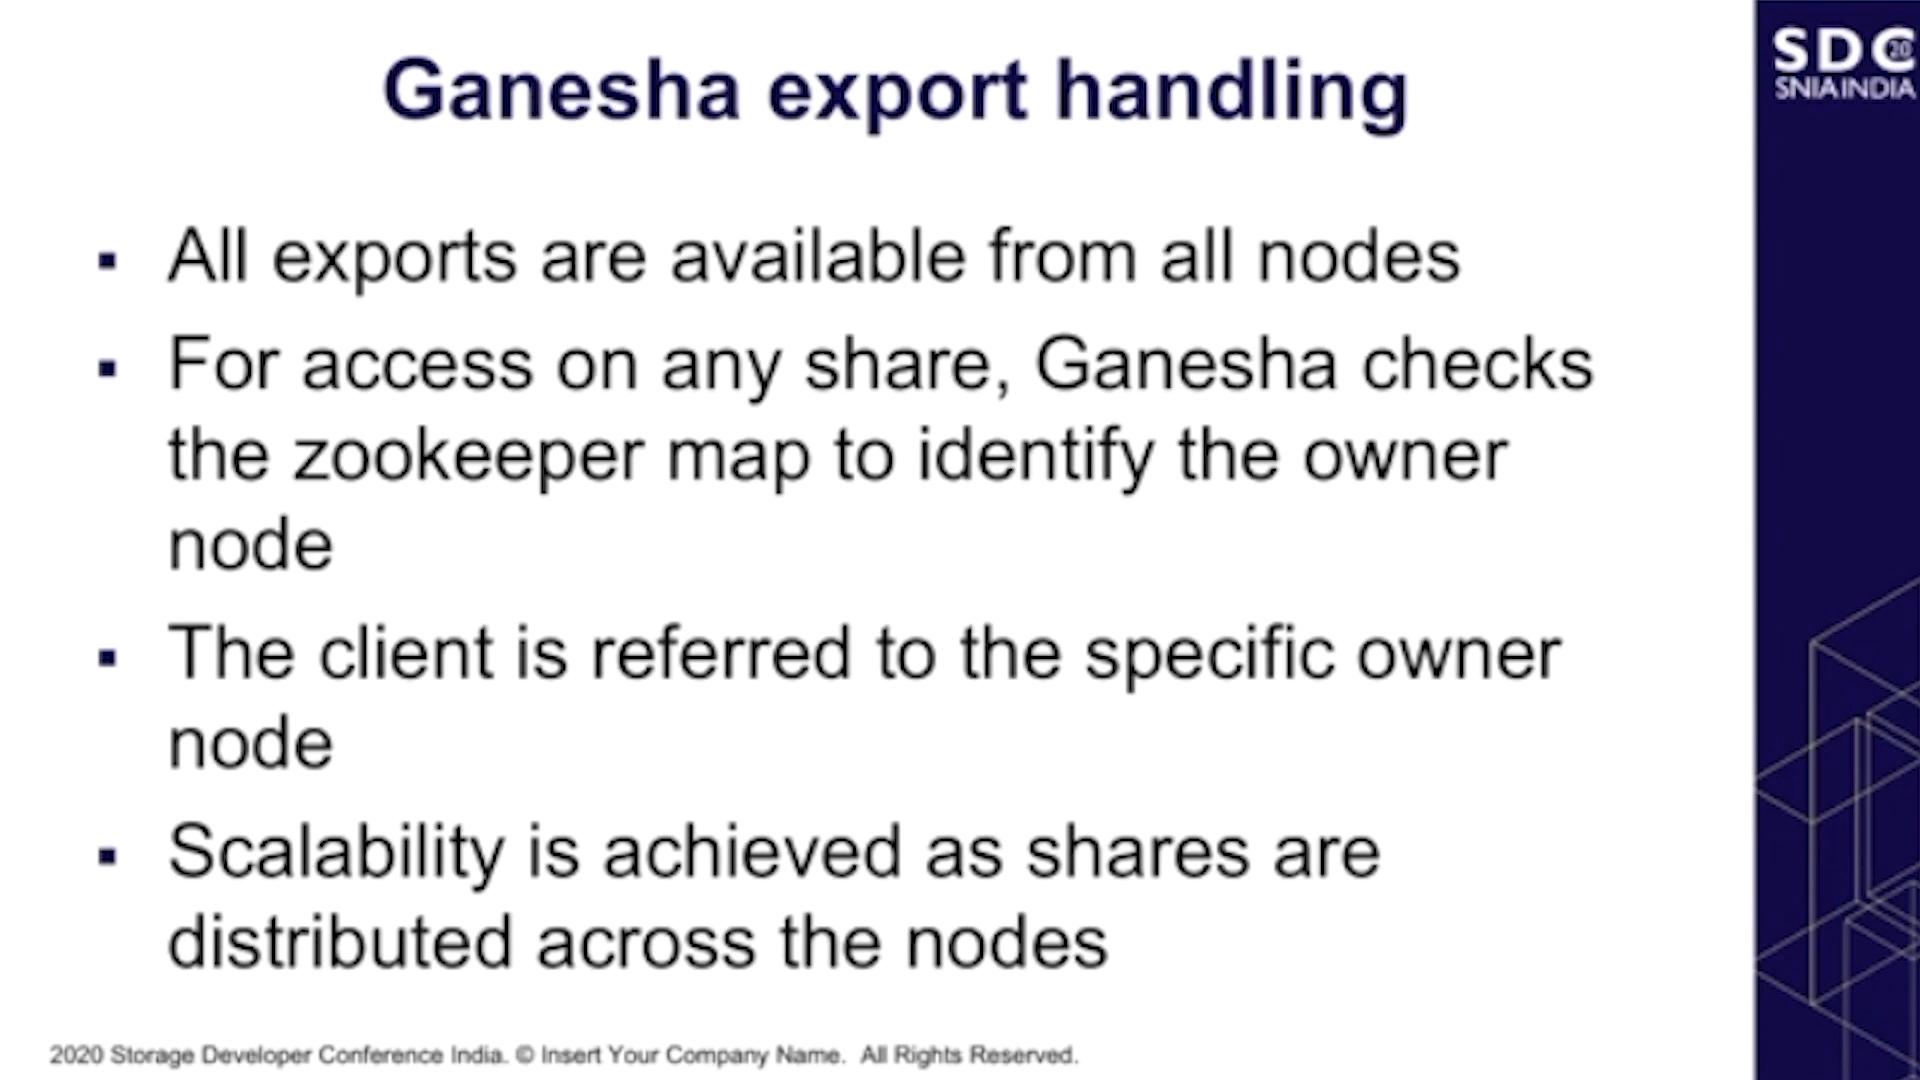 Ganesha export handling
SDC 20
SNIA INDIA
▪ All exports are available from all nodes
▪ For access on any share, Ganesha checks
the zookeeper map to identify the owner
node
▪ The client is referred to the specific owner
node
▪ Scalability is achieved as shares are
distributed across the nodes
2020 Storage Developer Conference India. © Insert Your Company Name. All Rights Reserved.